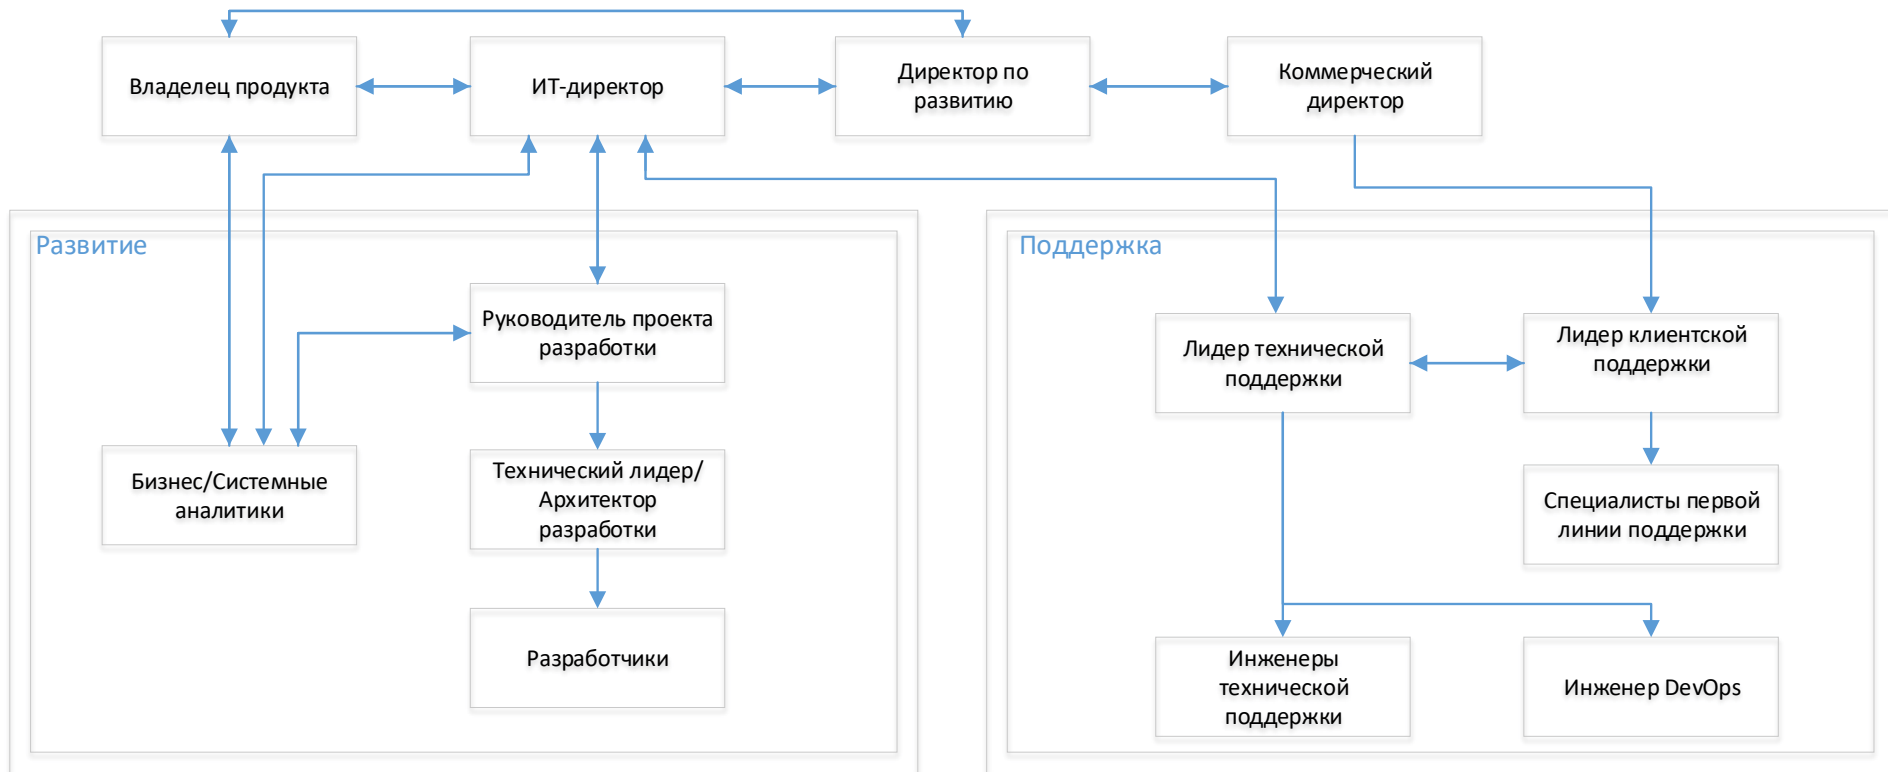 Владелец продукта
ИТ-директор
Директор по
развитию
Коммерческий
директор
Развитие
Руководитель проекта
разработки
Бизнес/Системные
аналитики
Технический лидер/
Архитектор
разработки
Разработчики
Поддержка
Лидер технической
поддержки
Лидер клиентской
поддержки
Специалисты первой
линии поддержки
Инженеры
технической
поддержки
Инженер DevOps